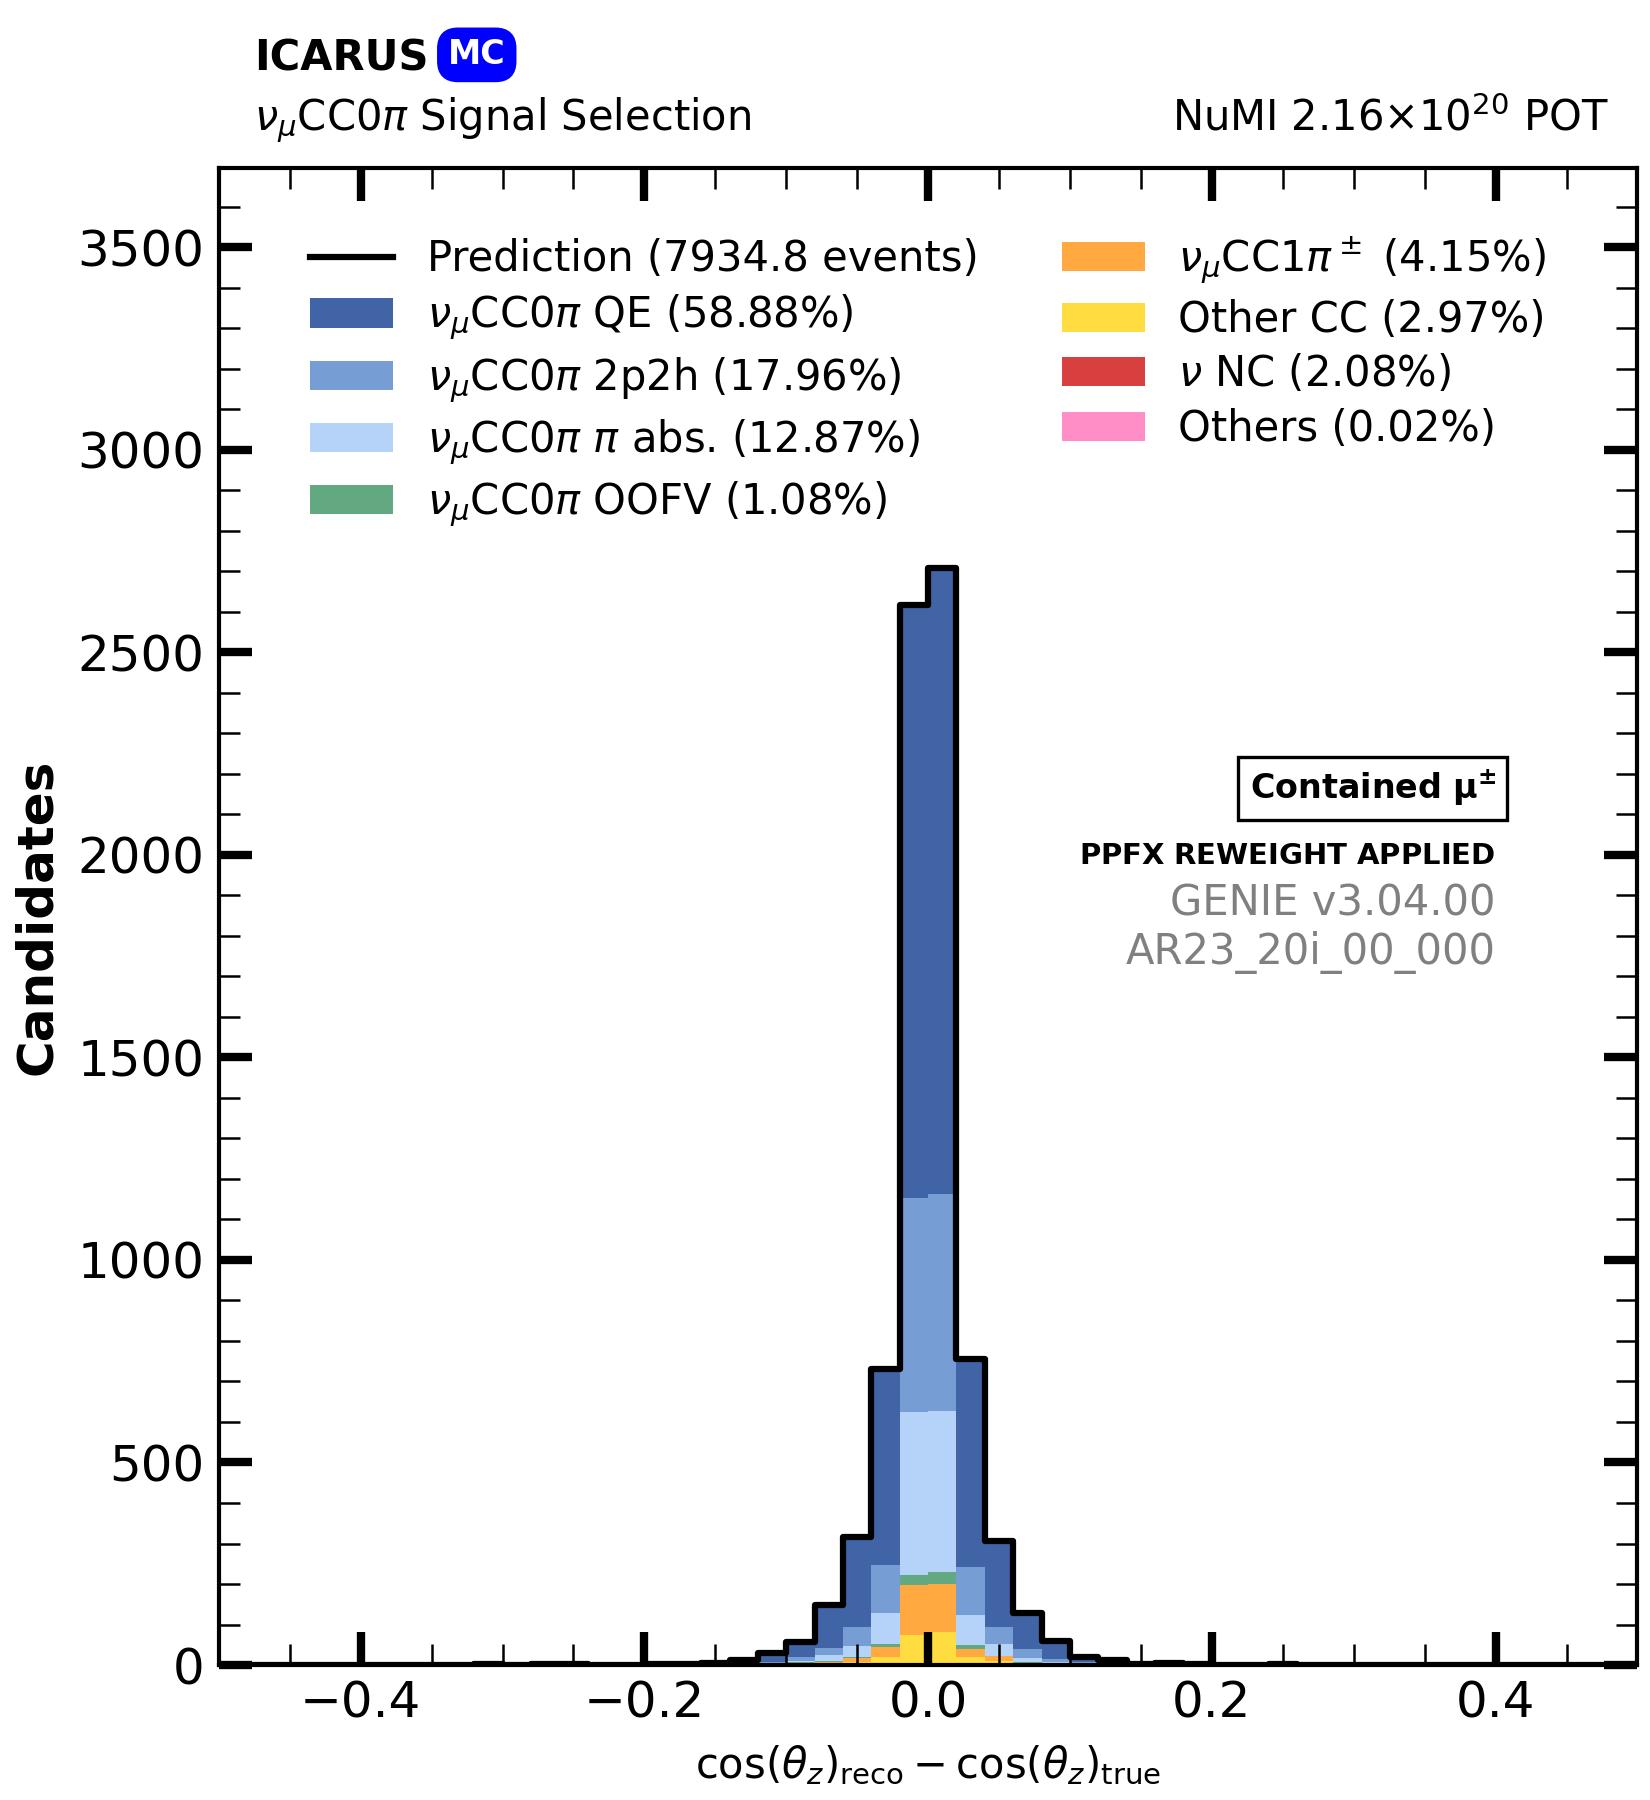 ICARUS MC
νμCC0π Signal Selection
NuMI 2.16×10²⁰ POT
Prediction (7934.8 events)
νμCC0π QE (58.88%)
νμCC0π 2p2h (17.96%)
νμCC0π π abs. (12.87%)
νμCC0π OOFV (1.08%)
νμCC1π± (4.15%)
Other CC (2.97%)
ν NC (2.08%)
Others (0.02%)
Contained μ±
PPFX REWEIGHT APPLIED
GENIE v3.04.00
AR23_20i_00_000
Candidates
3500
3000
2500
2000
1500
1000
500
0
−0.4 −0.2 0.0 0.2 0.4
cos(θz)reco − cos(θz)true